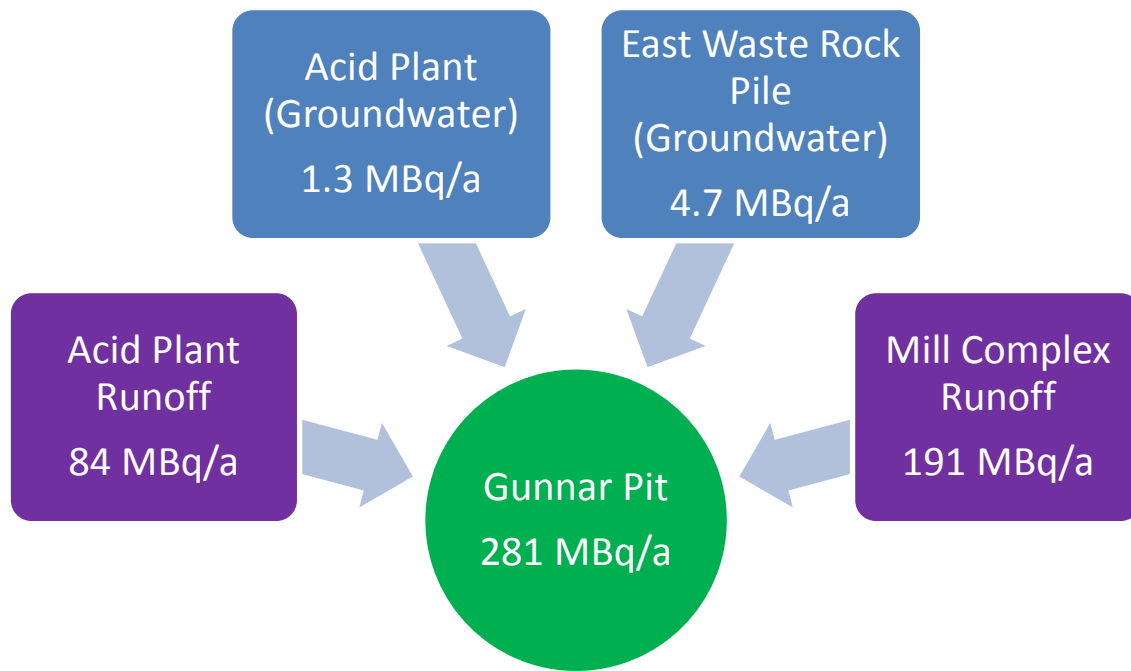 Acid Plant
(Groundwater)
1.3 MBq/a
East Waste Rock
Pile
(Groundwater)
4.7 MBq/a
Acid Plant
Runoff
84 MBq/a
Mill Complex
Runoff
191 MBq/a
Gunnar Pit
281 MBq/a